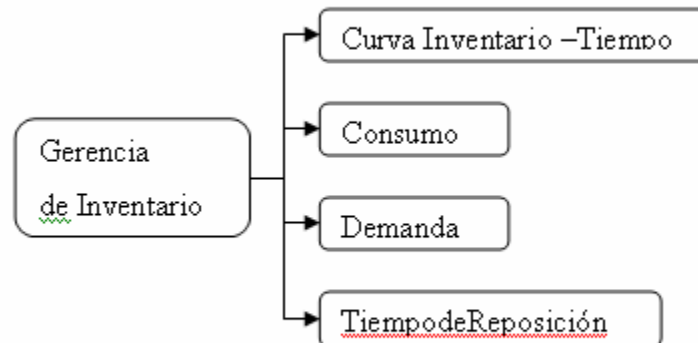 Curva Inventario –Tiempo
Gerencia
de Inventario
Consumo
Demanda
TiempodeReposición